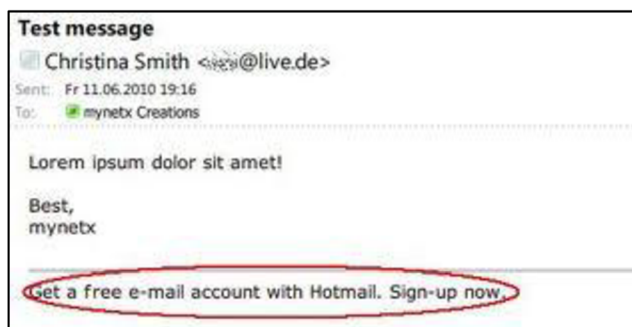 Test message
Christina Smith < @live.de>
Sent: Fr 11.06.2010 19:16
To: mynetx Creations
Lorem ipsum dolor sit amet!
Best,
mynetx
Get a free e-mail account with Hotmail. Sign-up now.